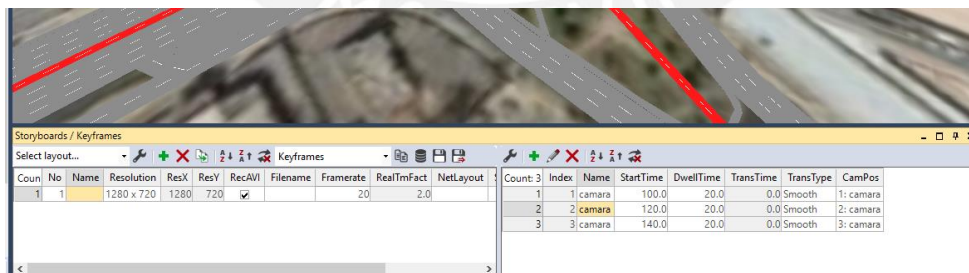 Storyboards / Keyframes
Select layout... Keyframes
Coun No Name Resolution ResX ResY RecAVI Filename Framerate RealTmFact NetLayout Count: 3 Index Name StartTime DwellTime TransTime TransType CamPos
1 1 1280 x 720 1280 720 20 2.0 1 1 camara 100.0 20.0 0.0 Smooth 1: camara
2 2 camara 120.0 20.0 0.0 Smooth 2: camara
3 3 camara 140.0 20.0 0.0 Smooth 3: camara